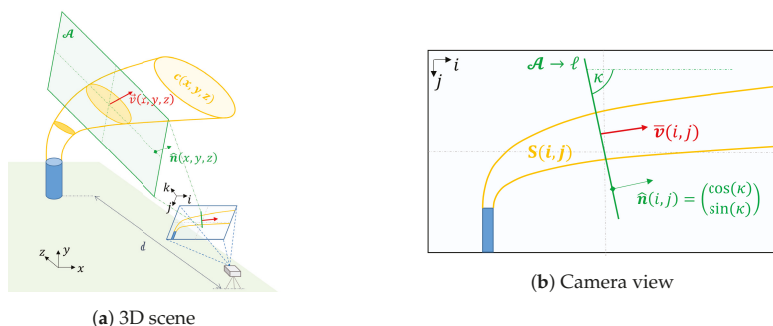 𝒜
c(x, y, z)
v⃗(x, y, z)
n̂(x, y, z)
k
i
j
d
y
z
x
(a) 3D scene
i
j
𝒜 → ℓ
κ
v̅(i, j)
S(i, j)
n̂(i, j) = (cos(κ)
sin(κ))
(b) Camera view